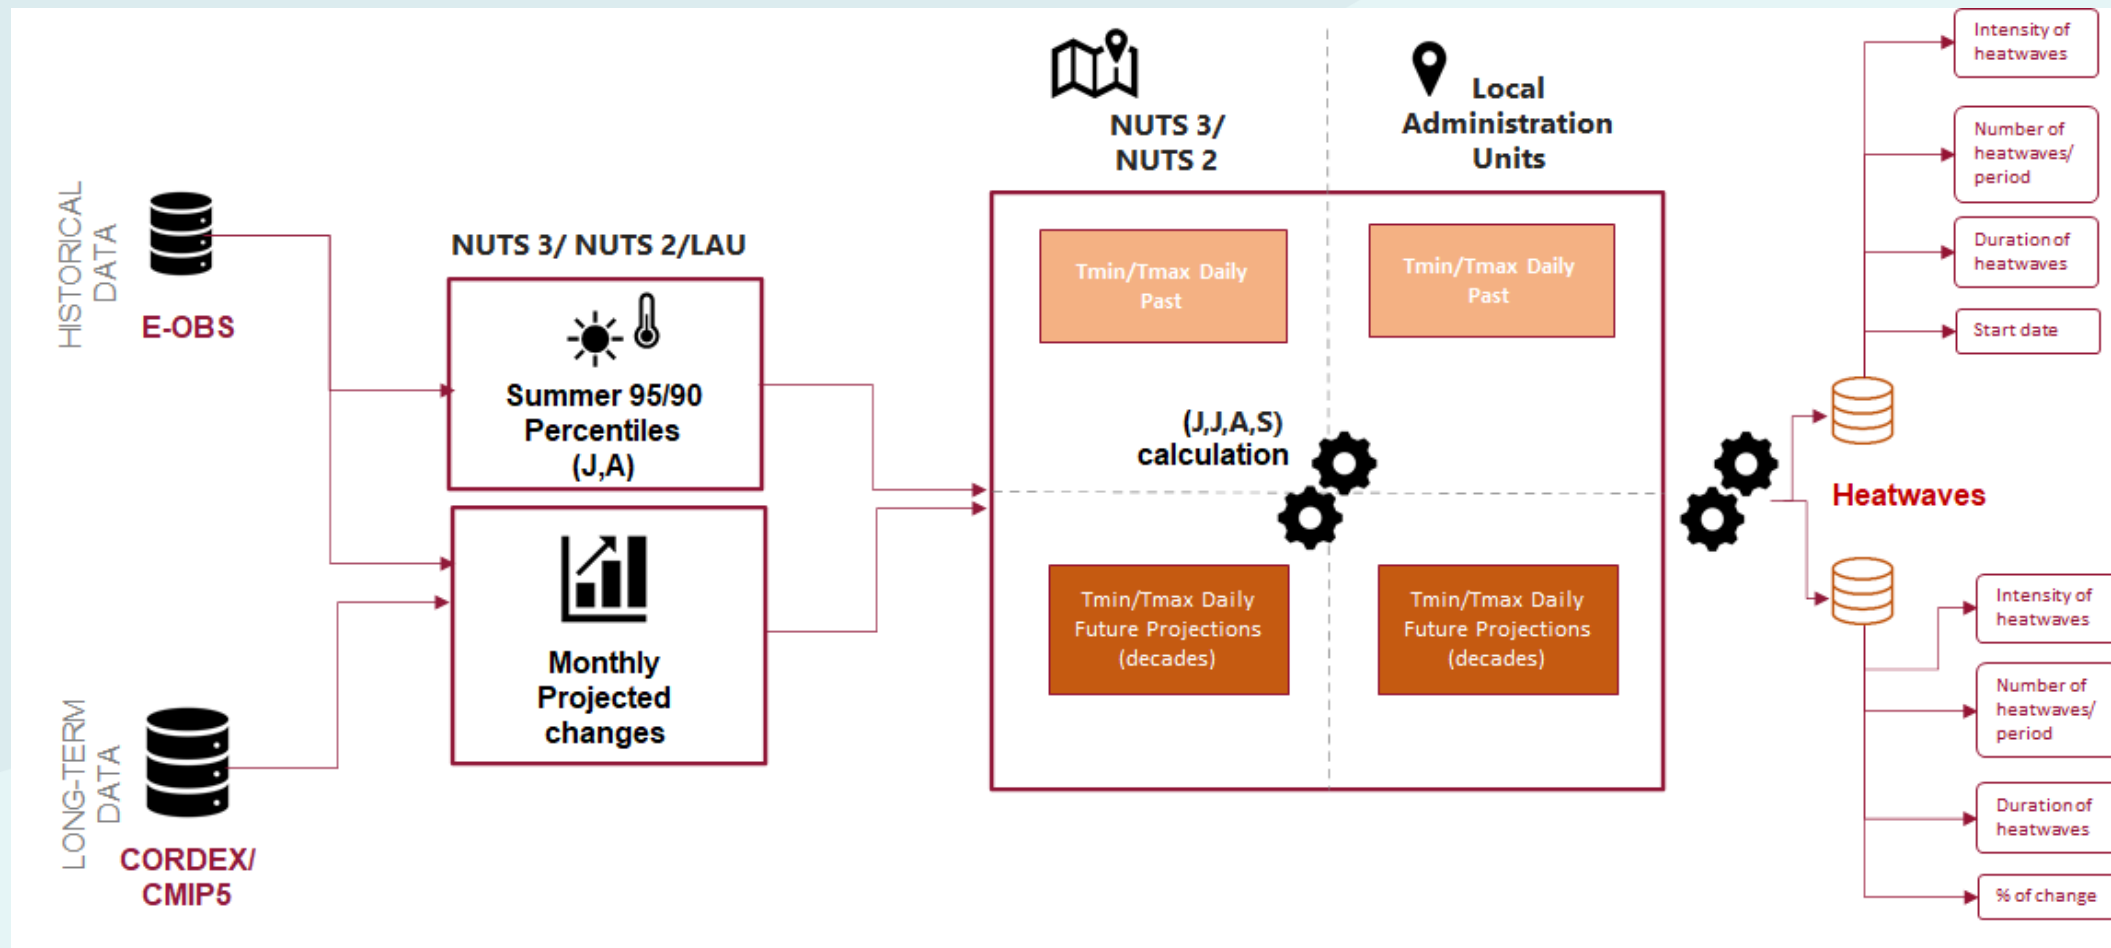 HISTORICAL
DATA
E-OBS
LONG-TERM
DATA
CORDEX/
CMIP5
NUTS 3/ NUTS 2/LAU
Summer 95/90
Percentiles
(J,A)
Monthly
Projected
changes
NUTS 3/
NUTS 2
Local
Administration
Units
Tmin/Tmax Daily
Past
Tmin/Tmax Daily
Past
(J,J,A,S)
calculation
Tmin/Tmax Daily
Future Projections
(decades)
Tmin/Tmax Daily
Future Projections
(decades)
Heatwaves
Intensity of
heatwaves
Number of
heatwaves/
period
Duration of
heatwaves
Start date
Intensity of
heatwaves
Number of
heatwaves/
period
Duration of
heatwaves
% of change